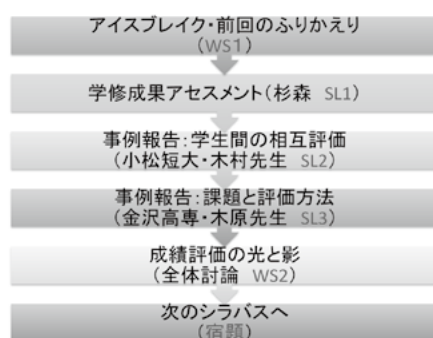 アイスブレイク・前回のふりかえり
(WS1)
学修成果アセスメント(杉森 SL1)
事例報告:学生間の相互評価
(小松短大・木村先生 SL2)
事例報告:課題と評価方法
(金沢高専・木原先生 SL3)
成績評価の光と影
(全体討論 WS2)
次のシラバスへ
(宿題)